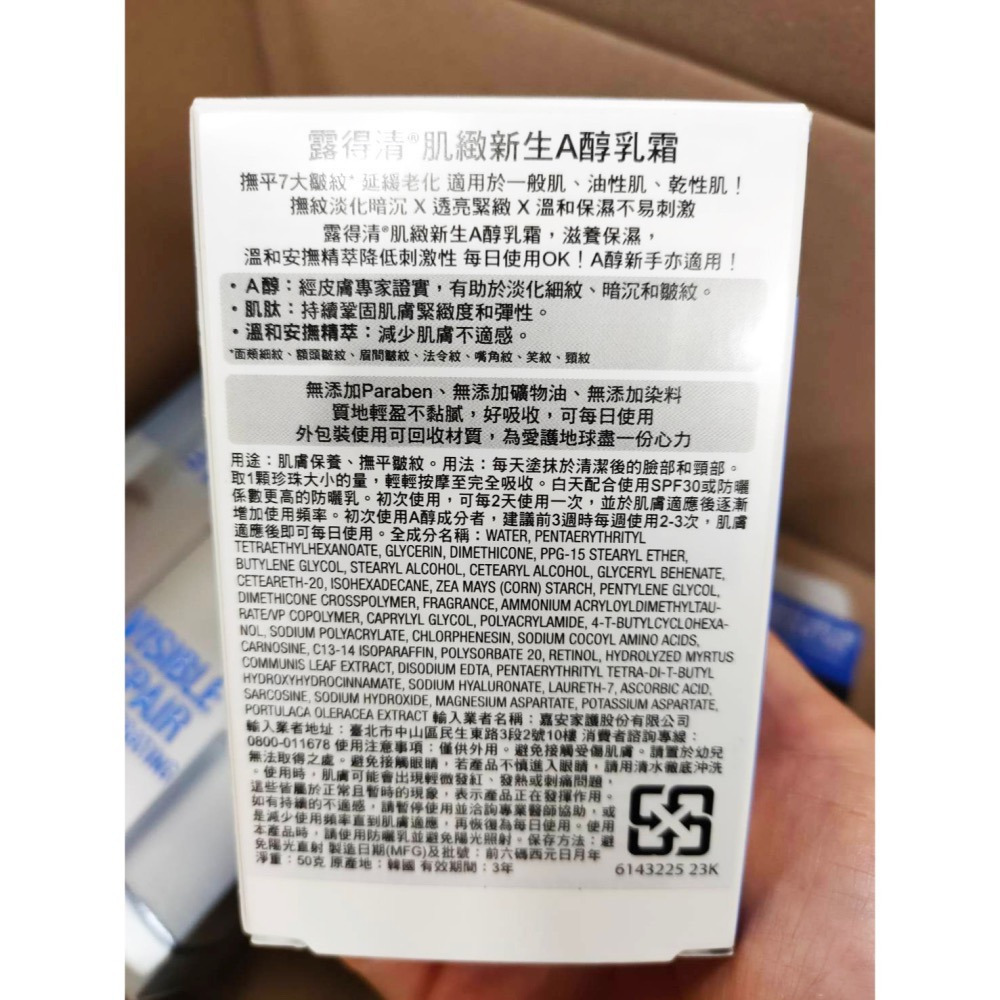 露得清®肌緻新生A醇乳霜
撫平7大皺紋* 延緩老化 適用於一般肌、油性肌、乾性肌！
撫紋淡化暗沉 X 透亮緊緻 X 溫和保濕不易刺激
露得清®肌緻新生A醇乳霜，滋養保濕，
溫和安撫精萃降低刺激性 每日使用OK！A醇新手亦適用！
・A醇：經皮膚專家證實，有助於淡化細紋、暗沉和皺紋。
・肌肽：持續鞏固肌膚緊緻度和彈性。
・溫和安撫精萃：減少肌膚不適感。
*面頰細紋、額頭皺紋、眉間皺紋、法令紋、嘴角紋、笑紋、頸紋
無添加Paraben、無添加礦物油、無添加染料
質地輕盈不黏膩，好吸收，可每日使用
外包裝使用可回收材質，為愛護地球盡一份心力
用途：肌膚保養、撫平皺紋。用法：每天塗抹於清潔後的臉部和頸部。
取1顆珍珠大小的量，輕輕按摩至完全吸收。白天配合使用SPF30或防曬
係數更高的防曬乳。初次使用，可每2天使用一次，並於肌膚適應後逐漸
增加使用頻率。初次使用A醇成分者，建議前3週時每週使用2-3次，肌膚
適應後即可每日使用。全成分名稱：WATER, PENTAERYTHRITYL
TETRAETHYLHEXANOATE, GLYCERIN, DIMETHICONE, PPG-15 STEARYL ETHER,
BUTYLENE GLYCOL, STEARYL ALCOHOL, CETEARYL ALCOHOL, GLYCERYL BEHENATE,
CETEARETH-20, ISOHEXADECANE, ZEA MAYS (CORN) STARCH, PENTYLENE GLYCOL,
DIMETHICONE CROSSPOLYMER, FRAGRANCE, AMMONIUM ACRYLOYLDIMETHYLTAU-
RATE/VP COPOLYMER, CAPRYLYL GLYCOL, POLYACRYLAMIDE, 4-T-BUTYLCYCLOHEXA-
NOL, SODIUM POLYACRYLATE, CHLORPHENESIN, SODIUM COCOYL AMINO ACIDS,
CARNOSINE, C13-14 ISOPARAFFIN, POLYSORBATE 20, RETINOL, HYDROLYZED MYRTUS
COMMUNIS LEAF EXTRACT, DISODIUM EDTA, PENTAERYTHRITYL TETRA-DI-T-BUTYL
HYDROXYHYDROCINNAMATE, SODIUM HYALURONATE, LAURETH-7, ASCORBIC ACID,
SARCOSINE, SODIUM HYDROXIDE, MAGNESIUM ASPARTATE, POTASSIUM ASPARTATE,
PORTULACA OLERACEA EXTRACT 輸入業者名稱：嘉安家護股份有限公司
輸入業者地址：臺北市中山區民生東路3段2號10樓 消費者諮詢專線：
0800-011678 使用注意事項：僅供外用。避免接觸受傷肌膚。請置於幼兒
無法取得之處。避免接觸眼睛，若產品不慎進入眼睛，請用清水徹底沖洗
。使用時，肌膚可能會出現輕微發紅、發熱或刺痛問題，
這些皆屬於正常且暫時的現象，表示產品正在發揮作用。
如有持續的不適感，請暫停使用並洽詢專業醫師協助，或
是減少使用頻率直到肌膚適應，再恢復為每日使用。使用
本產品時，請使用防曬乳並避免陽光照射。保存方法：避
免陽光直射 製造日期(MFG)及批號：前六碼西元日月年
淨重：50克 原產地：韓國 有效期間：3年
6143225 23K
VISIBLE
REPAIR